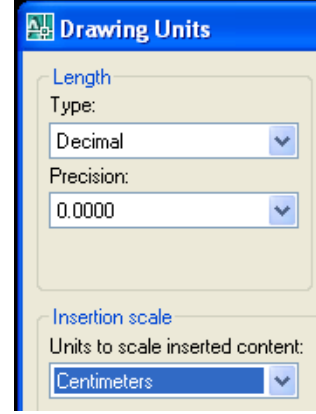 Drawing Units
Length
Type:
Decimal
Precision:
0.0000
Insertion scale
Units to scale inserted content:
Centimeters